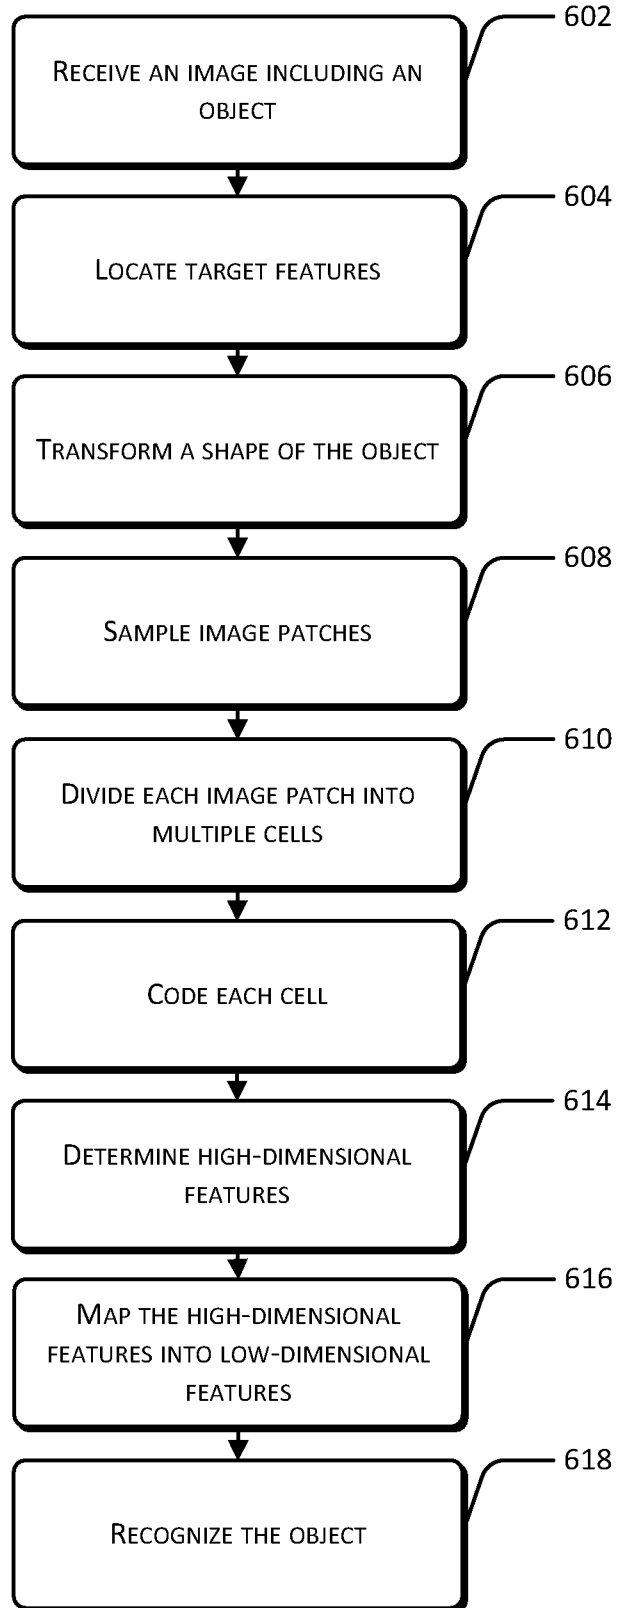 602
RECEIVE AN IMAGE INCLUDING AN
OBJECT
604
LOCATE TARGET FEATURES
606
TRANSFORM A SHAPE OF THE OBJECT
608
SAMPLE IMAGE PATCHES
610
DIVIDE EACH IMAGE PATCH INTO
MULTIPLE CELLS
612
CODE EACH CELL
614
DETERMINE HIGH-DIMENSIONAL
FEATURES
616
MAP THE HIGH-DIMENSIONAL
FEATURES INTO LOW-DIMENSIONAL
FEATURES
618
RECOGNIZE THE OBJECT